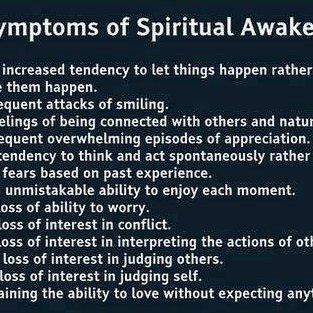 ymptoms of Spiritual Awake
increased tendency to let things happen rather
e them happen.
equent attacks of smiling.
elings of being connected with others and natur
equent overwhelming episodes of appreciation.
tendency to think and act spontaneously rather
fears based on past experience.
unmistakable ability to enjoy each moment.
loss of ability to worry.
loss of interest in conflict.
loss of interest in interpreting the actions of oth
loss of interest in judging others.
loss of interest in judging self.
aining the ability to love without expecting anyt